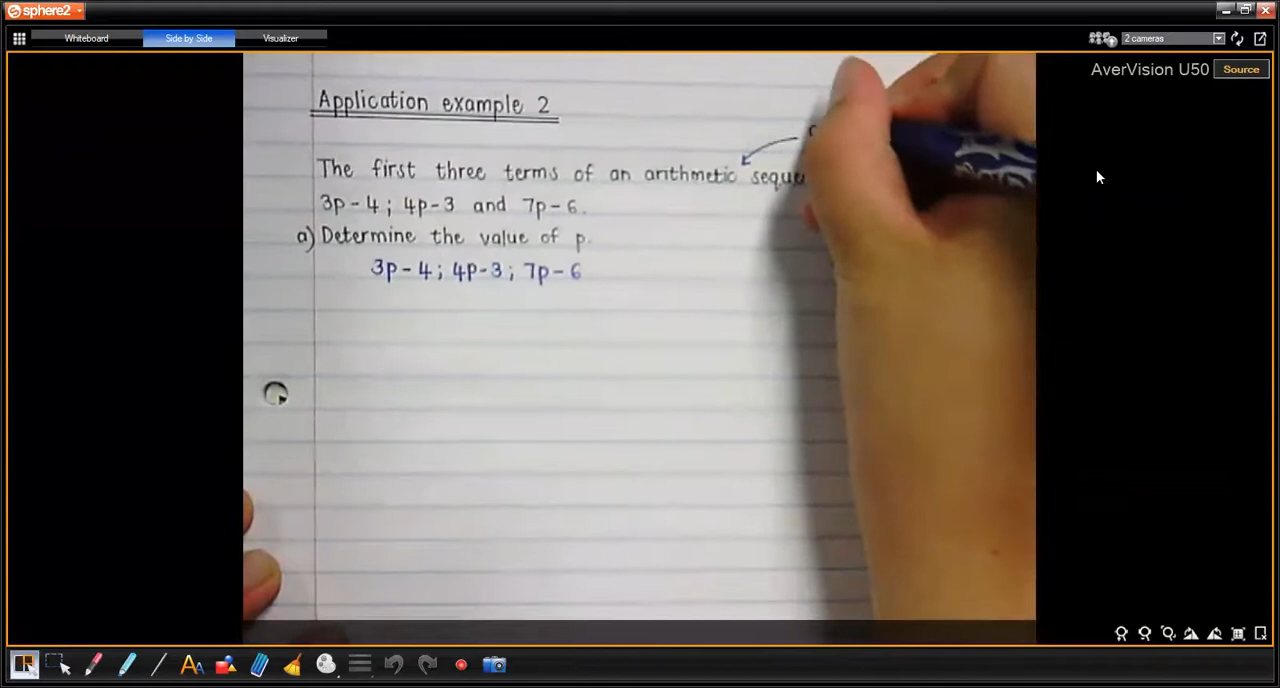 sphere2
Whiteboard
Side by Side
Visualizer
2 cameras
AverVision U50
Source
Application example 2
The first three terms of an arithmetic
3p - 4 ; 4p - 3 and 7p - 6.
a) Determine the value of p.
3p - 4 ; 4p - 3 ; 7p - 6